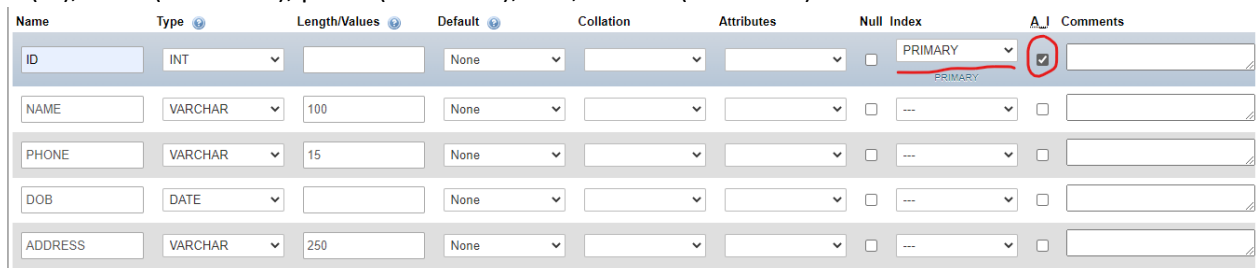 Name Type Length/Values Default Collation Attributes Null Index A_I Comments
ID INT None PRIMARY
PRIMARY
NAME VARCHAR 100 None ---
PHONE VARCHAR 15 None ---
DOB DATE None ---
ADDRESS VARCHAR 250 None ---